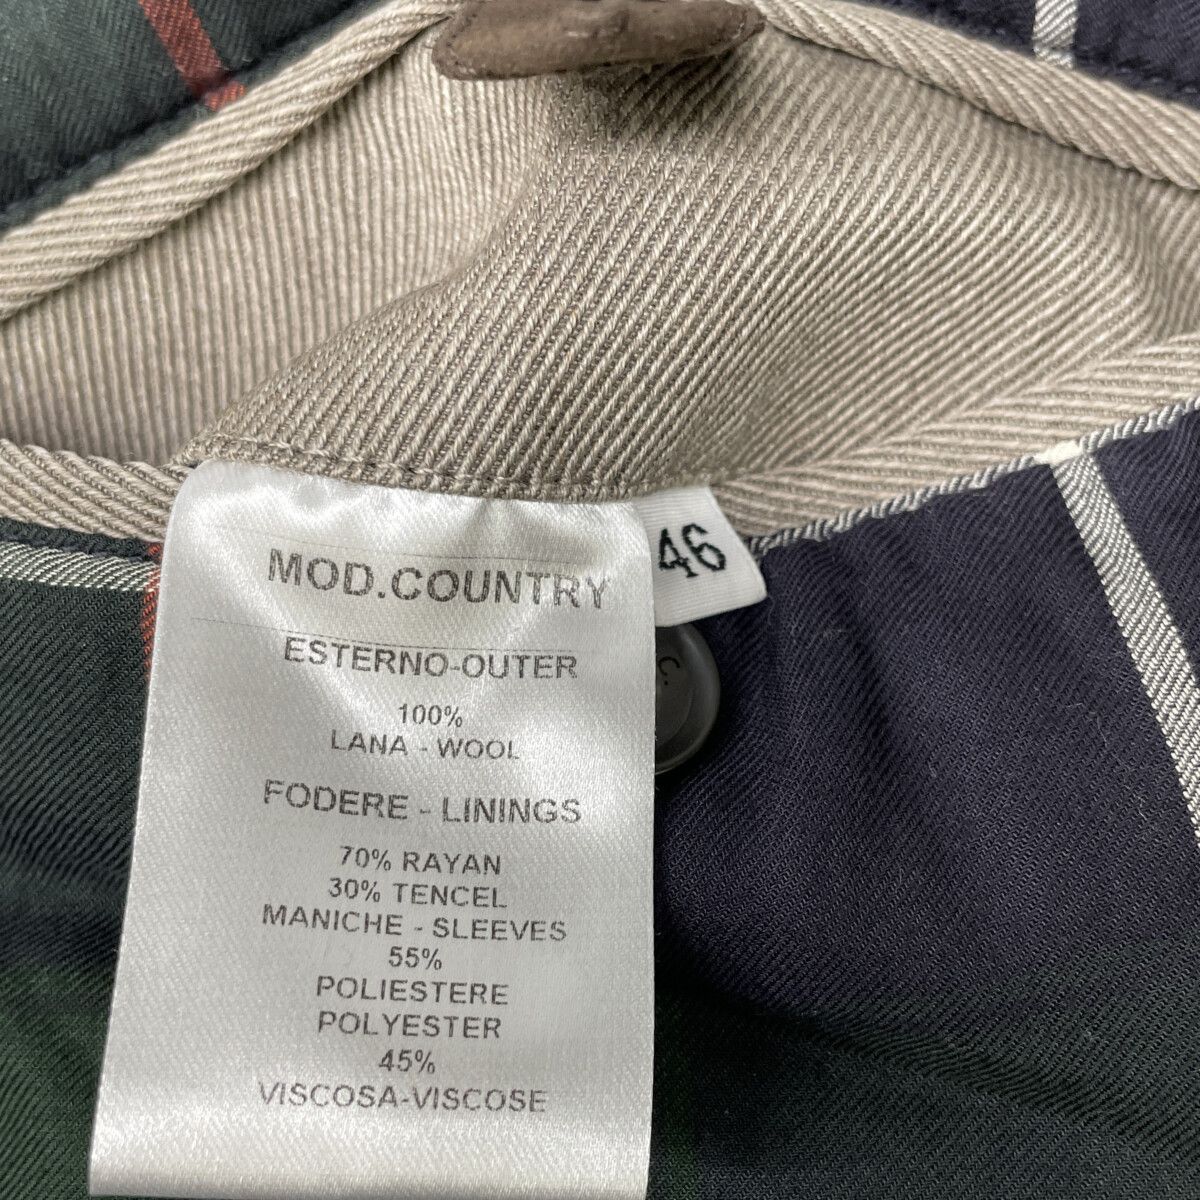 MOD.COUNTRY
46
ESTERNO-OUTER
100%
LANA - WOOL
FODERE - LININGS
70% RAYAN
30% TENCEL
MANICHE - SLEEVES
55%
POLIESTERE
POLYESTER
45%
VISCOSA-VISCOSE